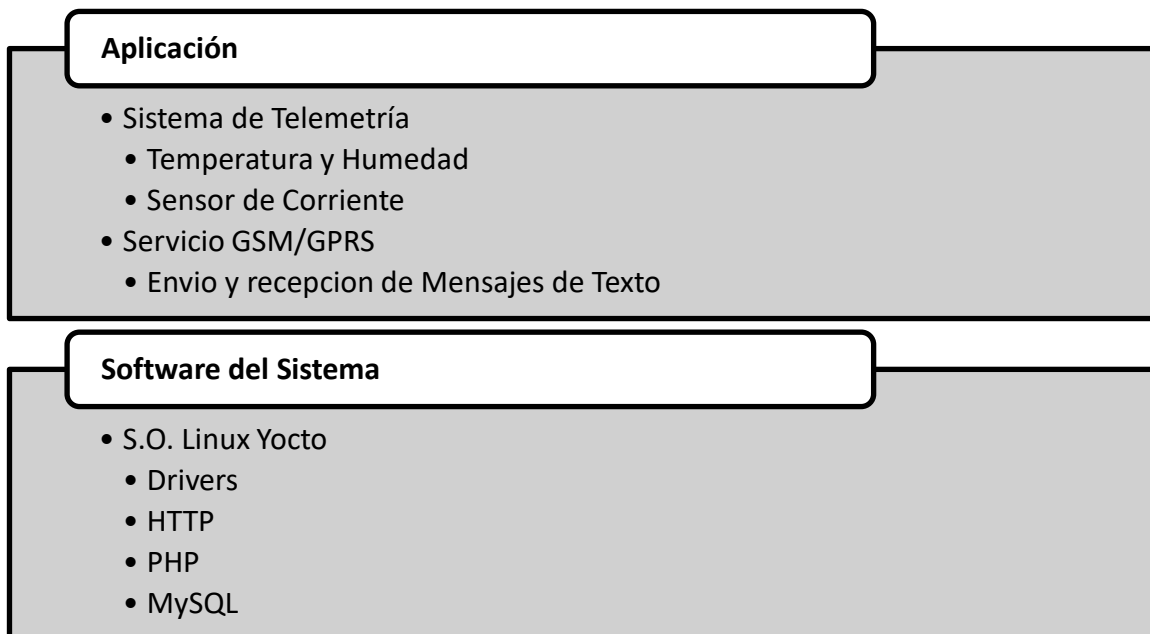 Aplicación
• Sistema de Telemetría
• Temperatura y Humedad
• Sensor de Corriente
• Servicio GSM/GPRS
• Envio y recepcion de Mensajes de Texto
Software del Sistema
• S.O. Linux Yocto
• Drivers
• HTTP
• PHP
• MySQL